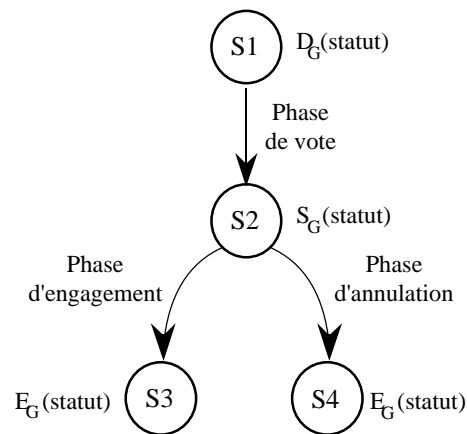 S1 D_G(statut)
Phase
de vote
S2 S_G(statut)
Phase
d'engagement
Phase
d'annulation
E_G(statut) S3
S4 E_G(statut)